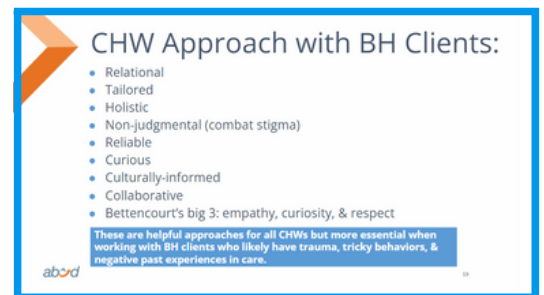 CHW Approach with BH Clients:
• Relational
• Tailored
• Holistic
• Non-judgmental (combat stigma)
• Reliable
• Curious
• Culturally-informed
• Collaborative
• Bettencourt's big 3: empathy, curiosity, & respect
These are helpful approaches for all CHWs but more essential when
working with BH clients who likely have trauma, tricky behaviors, &
negative past experiences in care.